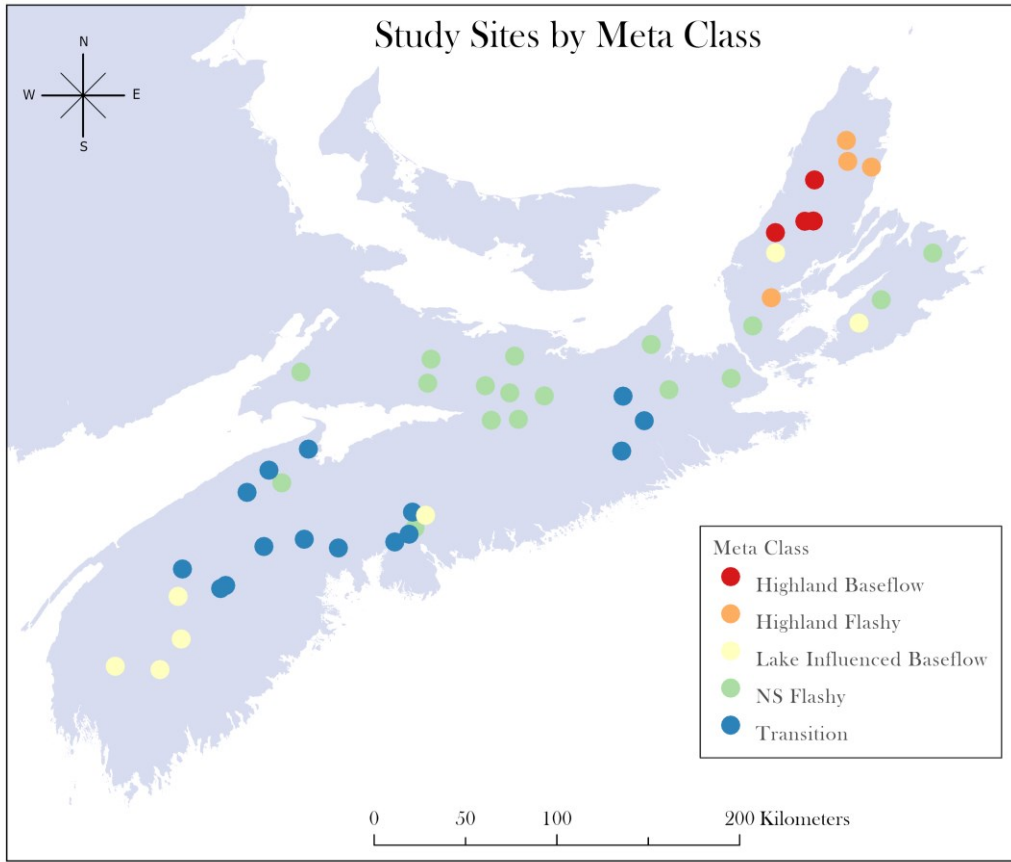 Study Sites by Meta Class
N
W E
S
Meta Class
Highland Baseflow
Highland Flashy
Lake Influenced Baseflow
NS Flashy
Transition
0 50 100 200 Kilometers